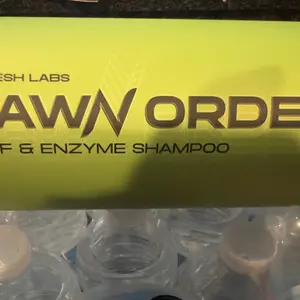 ESH LABS
AWN ORDE
F & ENZYME SHAMPOO